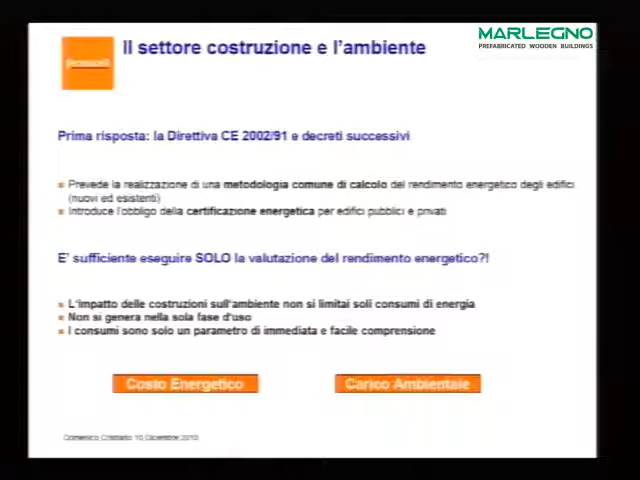 MARLEGNO
PREFABRICATED WOODEN BUILDINGS
Il settore costruzione e l'ambiente
Prima risposta: la Direttiva CE 2002/91 e decreti successivi
Prevede la realizzazione di una metodologia comune di calcolo del rendimento energetico degli edifici
(nuovi ed esistenti)
Introduce l'obbligo della certificazione energetica per edifici pubblici e privati
E' sufficiente eseguire SOLO la valutazione del rendimento energetico?!
L'impatto delle costruzioni sull'ambiente non si limitai soli consumi di energia
Non si genera nella sola fase d'uso
I consumi sono solo un parametro di immediata e facile comprensione
Costo Energetico
Carico Ambientale
Domenico 10 Dicembre 2010